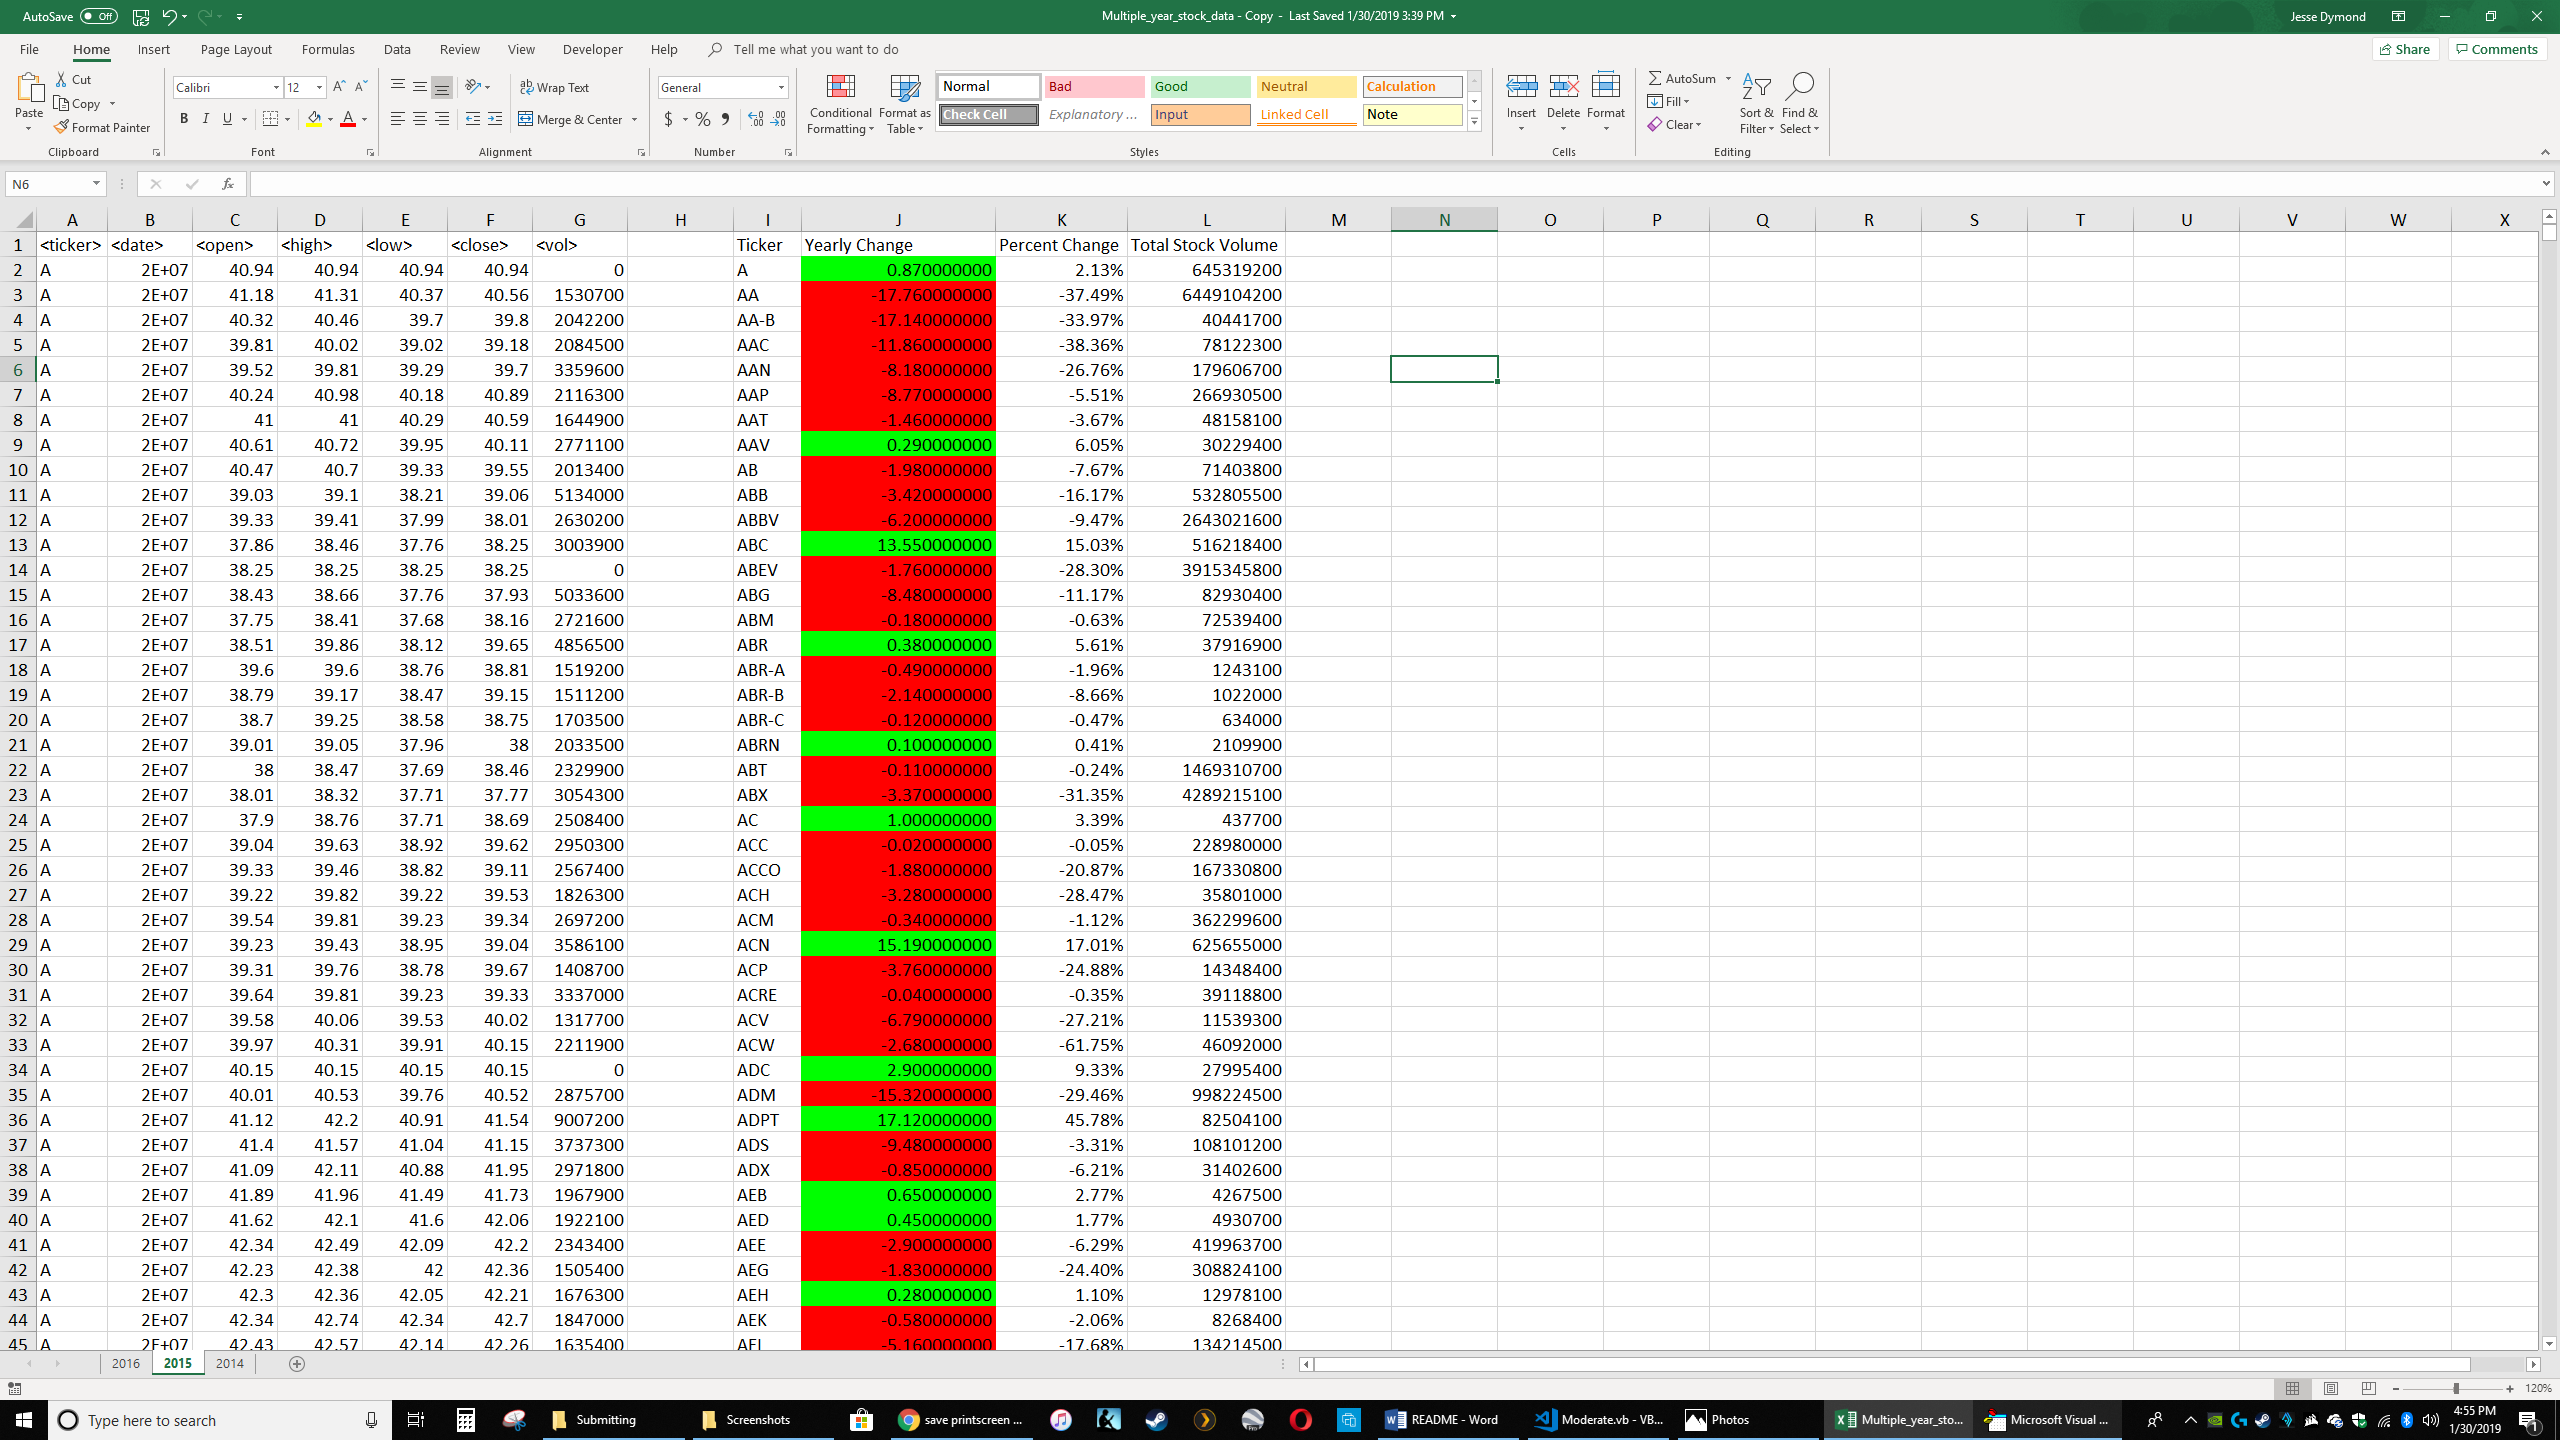 AutoSave Off Multiple_year_stock_data - Copy - Last Saved 1/30/2019 3:39 PM Jesse Dymond
File Home Insert Page Layout Formulas Data Review View Developer Help Tell me what you want to do Share Comments
Cut Calibri 12 Wrap Text General Normal Bad Good Neutral Calculation AutoSum
Paste Copy Conditional Formatting Format as Table Insert Delete Format Fill Sort & Filter Find & Select
Format Painter B I U Merge & Center $ % Check Cell Explanatory ... Input Linked Cell Note Clear
Clipboard Font Alignment Number Styles Cells Editing
N6 fx
A B C D E F G H I J K L M N O P Q R S T U V W X
1 <ticker> <date> <open> <high> <low> <close> <vol> Ticker Yearly Change Percent Change Total Stock Volume
2 A 2E+07 40.94 40.94 40.94 40.94 0 A 0.870000000 2.13% 645319200
3 A 2E+07 41.18 41.31 40.37 40.56 1530700 AA -17.760000000 -37.49% 6449104200
4 A 2E+07 40.32 40.46 39.7 39.8 2042200 AA-B -17.140000000 -33.97% 40441700
5 A 2E+07 39.81 40.02 39.02 39.18 2084500 AAC -11.860000000 -38.36% 78122300
6 A 2E+07 39.52 39.81 39.29 39.7 3359600 AAN -8.180000000 -26.76% 179606700
7 A 2E+07 40.24 40.98 40.18 40.89 2116300 AAP -8.770000000 -5.51% 266930500
8 A 2E+07 41 41 40.29 40.59 1644900 AAT -1.460000000 -3.67% 48158100
9 A 2E+07 40.61 40.72 39.95 40.11 2771100 AAV 0.290000000 6.05% 30229400
10 A 2E+07 40.47 40.7 39.33 39.55 2013400 AB -1.980000000 -7.67% 71403800
11 A 2E+07 39.03 39.1 38.21 39.06 5134000 ABB -3.420000000 -16.17% 532805500
12 A 2E+07 39.33 39.41 37.99 38.01 2630200 ABBV -6.200000000 -9.47% 2643021600
13 A 2E+07 37.86 38.46 37.76 38.25 3003900 ABC 13.550000000 15.03% 516218400
14 A 2E+07 38.25 38.25 38.25 38.25 0 ABEV -1.760000000 -28.30% 3915345800
15 A 2E+07 38.43 38.66 37.76 37.93 5033600 ABG -8.480000000 -11.17% 82930400
16 A 2E+07 37.75 38.41 37.68 38.16 2721600 ABM -0.180000000 -0.63% 72539400
17 A 2E+07 38.51 39.86 38.12 39.65 4856500 ABR 0.380000000 5.61% 37916900
18 A 2E+07 39.6 39.6 38.76 38.81 1519200 ABR-A -0.490000000 -1.96% 1243100
19 A 2E+07 38.79 39.17 38.47 39.15 1511200 ABR-B -2.140000000 -8.66% 1022000
20 A 2E+07 38.7 39.25 38.58 38.75 1703500 ABR-C -0.120000000 -0.47% 634000
21 A 2E+07 39.01 39.05 37.96 38 2033500 ABRN 0.100000000 0.41% 2109900
22 A 2E+07 38 38.47 37.69 38.46 2329900 ABT -0.110000000 -0.24% 1469310700
23 A 2E+07 38.01 38.32 37.71 37.77 3054300 ABX -3.370000000 -31.35% 4289215100
24 A 2E+07 37.9 38.76 37.71 38.69 2508400 AC 1.000000000 3.39% 437700
25 A 2E+07 39.04 39.63 38.92 39.62 2950300 ACC -0.020000000 -0.05% 228980000
26 A 2E+07 39.33 39.46 38.82 39.11 2567400 ACCO -1.880000000 -20.87% 167330800
27 A 2E+07 39.22 39.82 39.22 39.53 1826300 ACH -3.280000000 -28.47% 35801000
28 A 2E+07 39.54 39.81 39.23 39.34 2697200 ACM -0.340000000 -1.12% 362299600
29 A 2E+07 39.23 39.43 38.95 39.04 3586100 ACN 15.190000000 17.01% 625655000
30 A 2E+07 39.31 39.76 38.78 39.67 1408700 ACP -3.760000000 -24.88% 14348400
31 A 2E+07 39.64 39.81 39.23 39.33 3337000 ACRE -0.040000000 -0.35% 39118800
32 A 2E+07 39.58 40.06 39.53 40.02 1317700 ACV -6.790000000 -27.21% 11539300
33 A 2E+07 39.97 40.31 39.91 40.15 2211900 ACW -2.680000000 -61.75% 46092000
34 A 2E+07 40.15 40.15 40.15 40.15 0 ADC 2.900000000 9.33% 27995400
35 A 2E+07 40.01 40.53 39.76 40.52 2875700 ADM -15.320000000 -29.46% 998224500
36 A 2E+07 41.12 42.2 40.91 41.54 9007200 ADPT 17.120000000 45.78% 82504100
37 A 2E+07 41.4 41.57 41.04 41.15 3737300 ADS -9.480000000 -3.31% 108101200
38 A 2E+07 41.09 42.11 40.88 41.95 2971800 ADX -0.850000000 -6.21% 31402600
39 A 2E+07 41.89 41.96 41.49 41.73 1967900 AEB 0.650000000 2.77% 4267500
40 A 2E+07 41.62 42.1 41.6 42.06 1922100 AED 0.450000000 1.77% 4930700
41 A 2E+07 42.34 42.49 42.09 42.2 2343400 AEE -2.900000000 -6.29% 419963700
42 A 2E+07 42.23 42.38 42 42.36 1505400 AEG -1.830000000 -24.40% 308824100
43 A 2E+07 42.3 42.36 42.05 42.21 1676300 AEH 0.280000000 1.10% 12978100
44 A 2E+07 42.34 42.74 42.34 42.7 1847000 AEK -0.580000000 -2.06% 8268400
45 A 2E+07 42.43 42.57 42.14 42.26 1635400 AEL -5.160000000 -17.68% 134214500
2016 2015 2014
120%
Type here to search Submitting Screenshots save printscreen ... README - Word Moderate.vb - VB... Photos Multiple_year_sto... Microsoft Visual ... 4:55 PM
1/30/2019